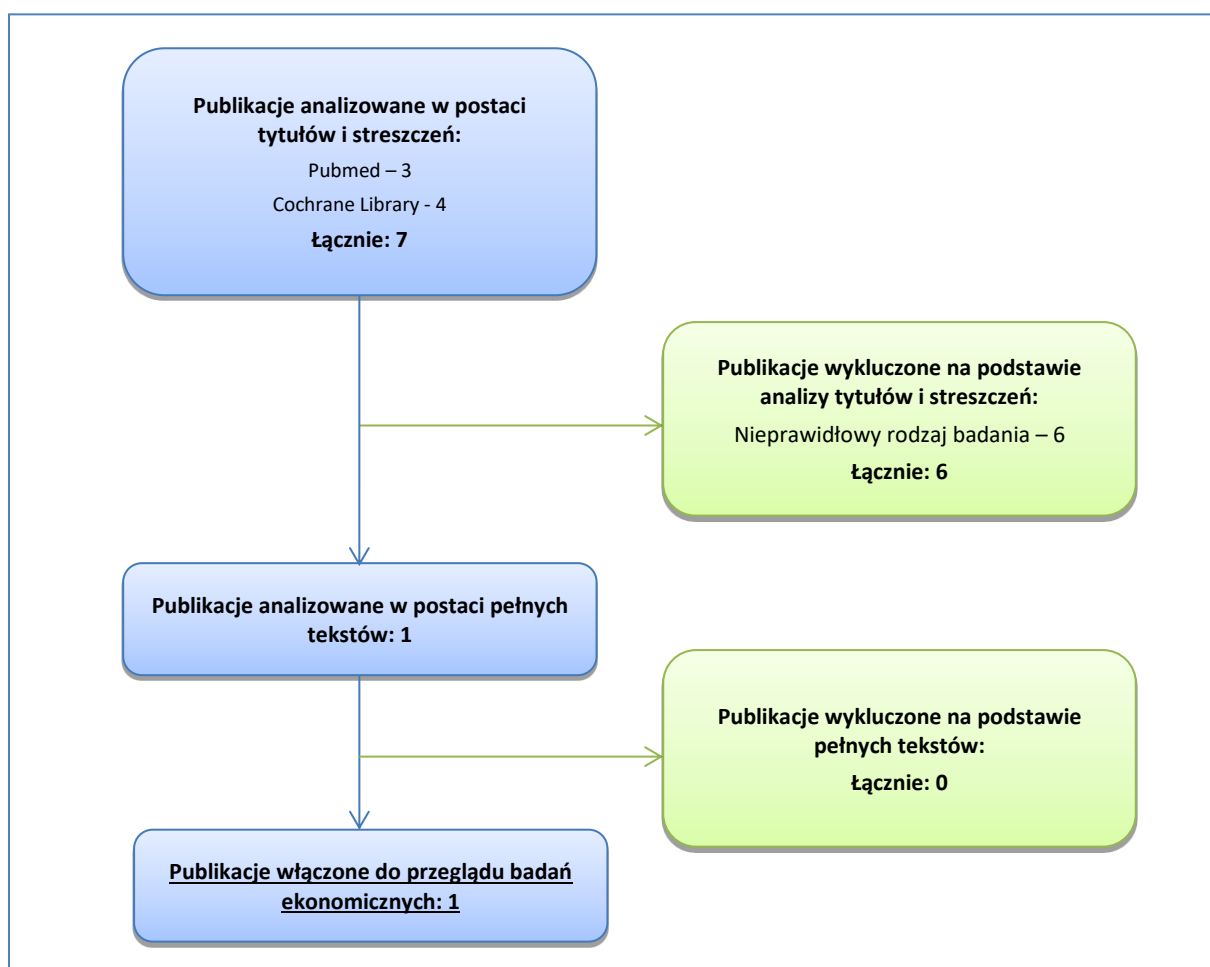 Publikacje analizowane w postaci
tytułów i streszczeń:
Pubmed – 3
Cochrane Library - 4
Łącznie: 7
Publikacje wykluczone na podstawie
analizy tytułów i streszczeń:
Nieprawidłowy rodzaj badania – 6
Łącznie: 6
Publikacje analizowane w postaci pełnych
tekstów: 1
Publikacje wykluczone na podstawie
pełnych tekstów:
Łącznie: 0
Publikacje włączone do przeglądu badań
ekonomicznych: 1